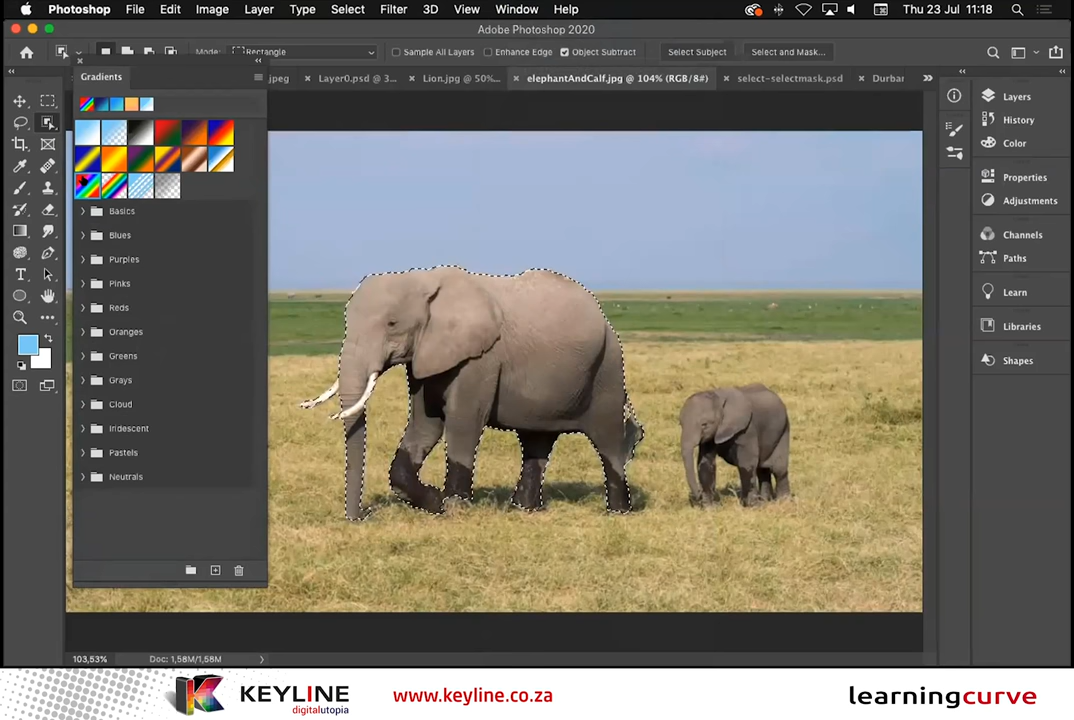 Photoshop File Edit Image Layer Type Select Filter 3D View Window Help Thu 23 Jul 11:18
Adobe Photoshop 2020
Mode: Rectangle Sample All Layers Enhance Edge Object Subtract Select Subject Select and Mask...
Gradients
jpeg Layer0.psd @ 3... Lion.jpg @ 50%... elephantAndCalf.jpg @ 104% (RGB/8#) select-selectmask.psd Durbar
Basics
Blues
Purples
Pinks
Reds
Oranges
Greens
Grays
Cloud
Iridescent
Pastels
Neutrals
Layers
History
Color
Properties
Adjustments
Channels
Paths
Learn
Libraries
Shapes
103,53% Doc: 1,58M/1,58M
KEYLINE
digitalutopia
www.keyline.co.za
learningcurve